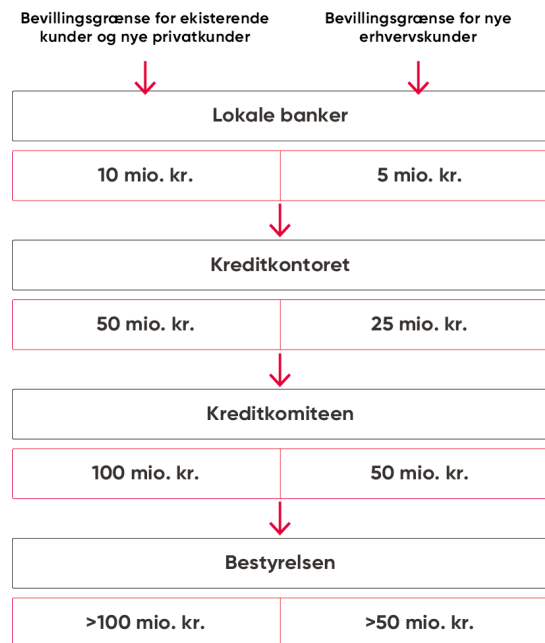 Bevillingsgrænse for ekisterende
kunder og nye privatkunder
Bevillingsgrænse for nye
erhvervskunder
Lokale banker
10 mio. kr.
5 mio. kr.
Kreditkontoret
50 mio. kr.
25 mio. kr.
Kreditkomiteen
100 mio. kr.
50 mio. kr.
Bestyrelsen
>100 mio. kr.
>50 mio. kr.